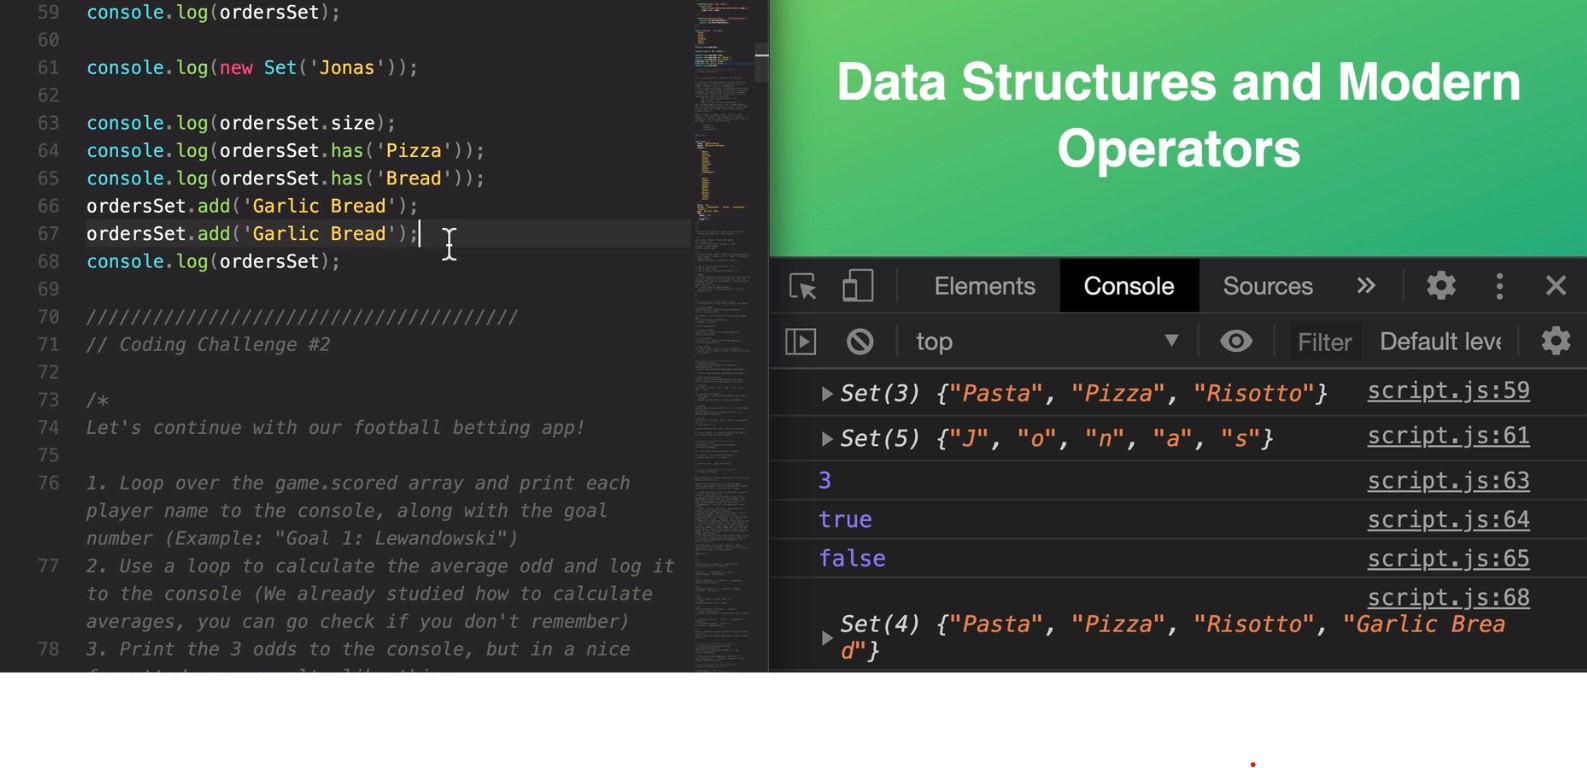 59 console.log(ordersSet);
60
61 console.log(new Set('Jonas'));
62
63 console.log(ordersSet.size);
64 console.log(ordersSet.has('Pizza'));
65 console.log(ordersSet.has('Bread'));
66 ordersSet.add('Garlic Bread');
67 ordersSet.add('Garlic Bread');
68 console.log(ordersSet);
69
70 ///////////////////////////////////////
71 // Coding Challenge #2
72
73 /*
74 Let's continue with our football betting app!
75
76 1. Loop over the game.scored array and print each
player name to the console, along with the goal
number (Example: "Goal 1: Lewandowski")
77 2. Use a loop to calculate the average odd and log it
to the console (We already studied how to calculate
averages, you can go check if you don't remember)
78 3. Print the 3 odds to the console, but in a nice
Data Structures and Modern
Operators
Elements Console Sources »
top Filter Default leve
Set(3) {"Pasta", "Pizza", "Risotto"} script.js:59
Set(5) {"J", "o", "n", "a", "s"} script.js:61
3 script.js:63
true script.js:64
false script.js:65
script.js:68
Set(4) {"Pasta", "Pizza", "Risotto", "Garlic Brea
d"}